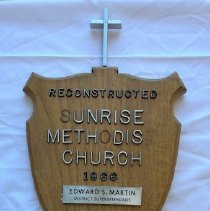 RECONSTRUCTED
SUNRISE
METHODIS
CHURCH
1966
EDWARD S. MARTIN
DISTRICT SUPERINTENDENT